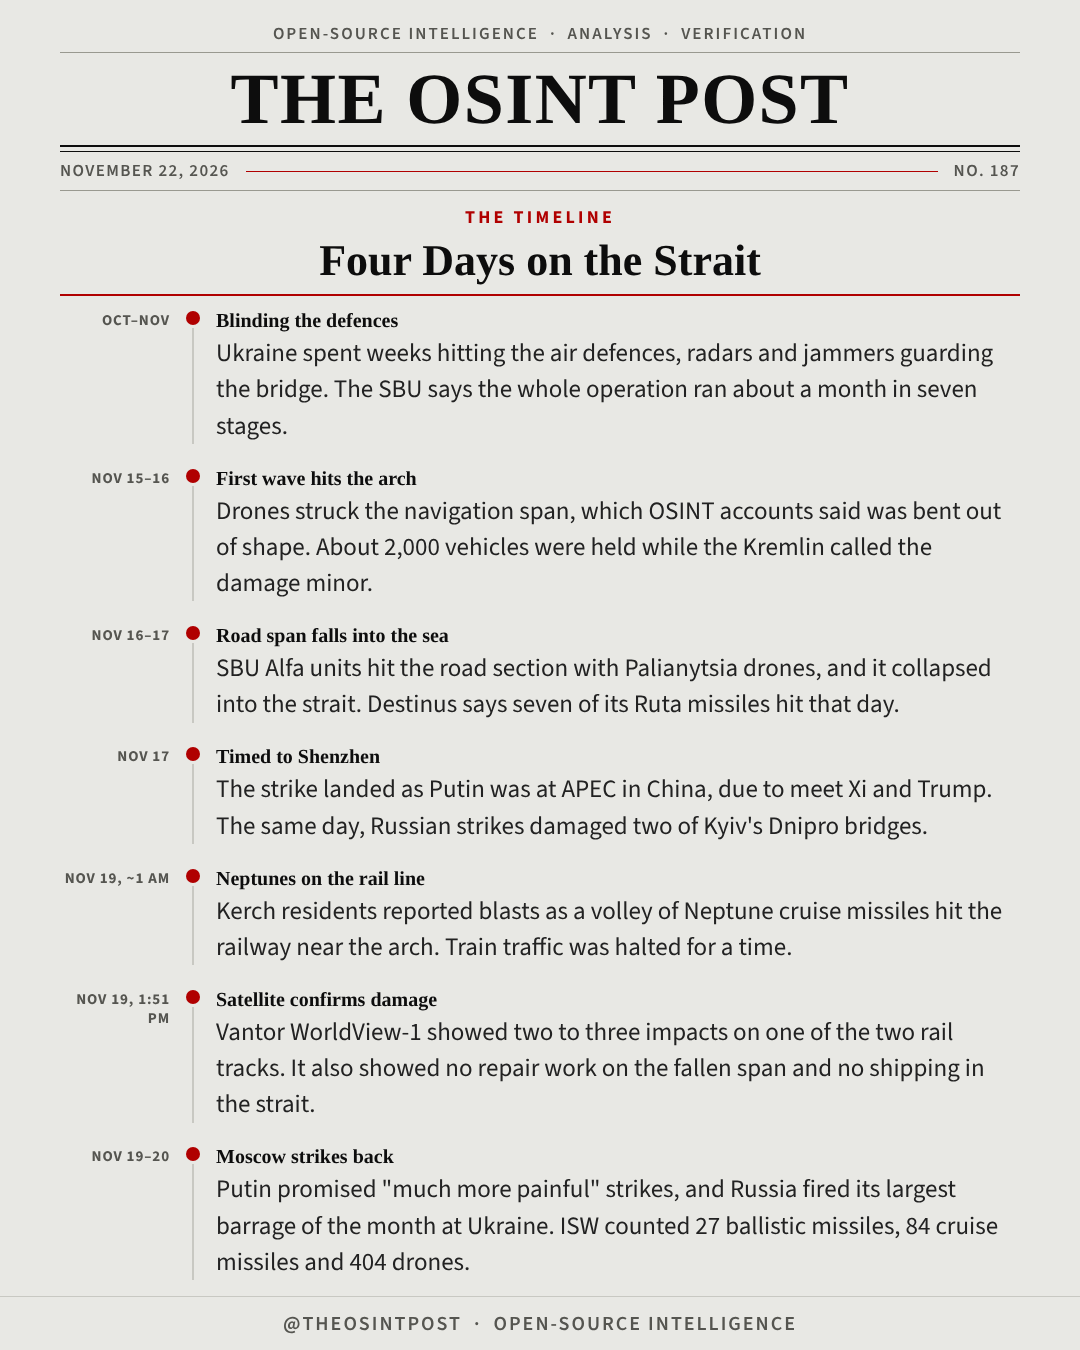 OPEN-SOURCE INTELLIGENCE · ANALYSIS · VERIFICATION
THE OSINT POST
NOVEMBER 22, 2026
NO. 187
THE TIMELINE
Four Days on the Strait
OCT–NOV
Blinding the defences
Ukraine spent weeks hitting the air defences, radars and jammers guarding
the bridge. The SBU says the whole operation ran about a month in seven
stages.
NOV 15–16
First wave hits the arch
Drones struck the navigation span, which OSINT accounts said was bent out
of shape. About 2,000 vehicles were held while the Kremlin called the
damage minor.
NOV 16–17
Road span falls into the sea
SBU Alfa units hit the road section with Palianytsia drones, and it collapsed
into the strait. Destinus says seven of its Ruta missiles hit that day.
NOV 17
Timed to Shenzhen
The strike landed as Putin was at APEC in China, due to meet Xi and Trump.
The same day, Russian strikes damaged two of Kyiv's Dnipro bridges.
NOV 19, ~1 AM
Neptunes on the rail line
Kerch residents reported blasts as a volley of Neptune cruise missiles hit the
railway near the arch. Train traffic was halted for a time.
NOV 19, 1:51
PM
Satellite confirms damage
Vantor WorldView-1 showed two to three impacts on one of the two rail
tracks. It also showed no repair work on the fallen span and no shipping in
the strait.
NOV 19–20
Moscow strikes back
Putin promised "much more painful" strikes, and Russia fired its largest
barrage of the month at Ukraine. ISW counted 27 ballistic missiles, 84 cruise
missiles and 404 drones.
@THEOSINTPOST · OPEN-SOURCE INTELLIGENCE